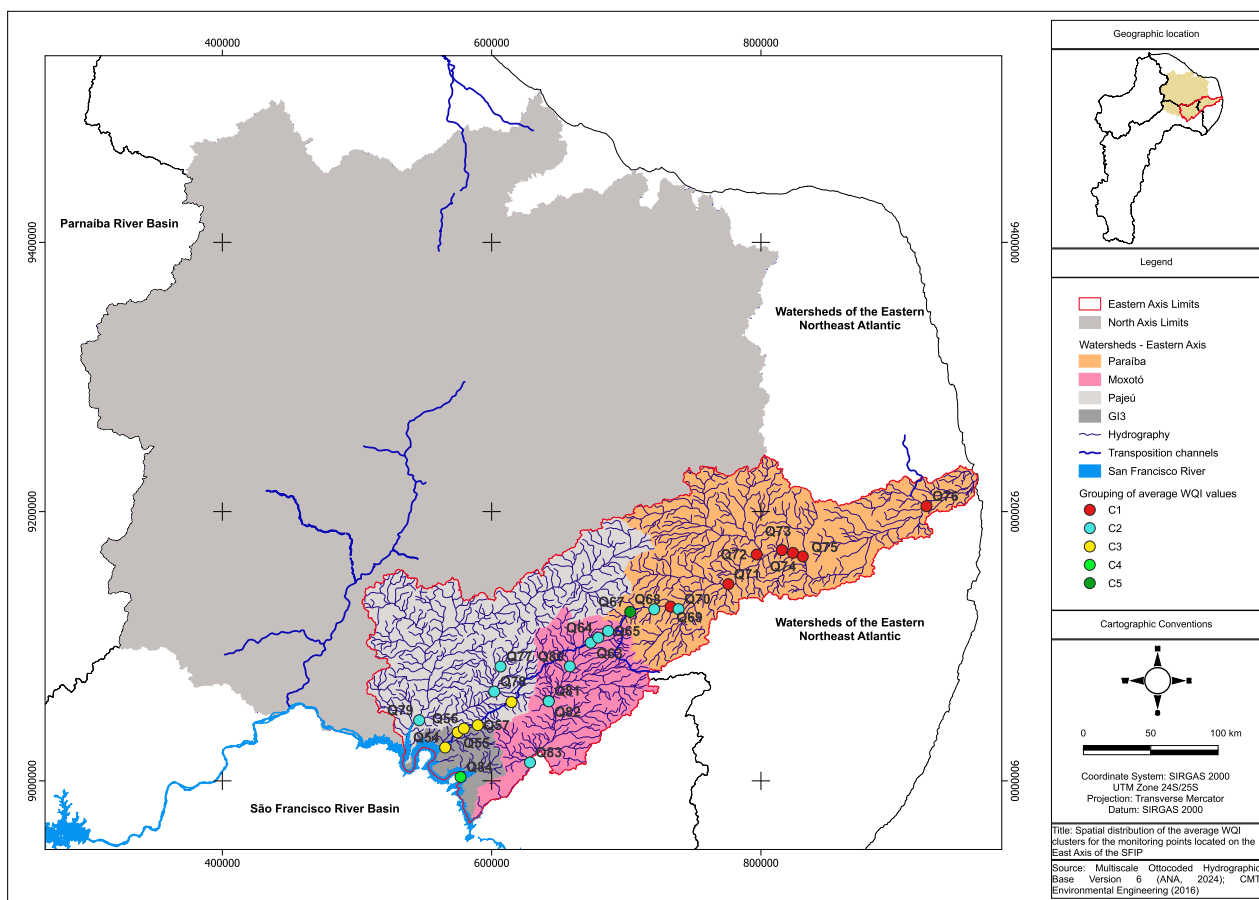 400000
600000
800000
Parnaíba River Basin
9400000
9400000
Watersheds of the Eastern
Northeast Atlantic
9200000
9200000
Q76
Q73
Q72
Q75
Q74
Q71
Q67
Q68
Q70
Q69
Q64
Q65
Q66
Q77
Q80
Q78
Q81
Q82
Q79
Q56
Q57
Q54
Q55
Q83
Q84
Watersheds of the Eastern
Northeast Atlantic
9000000
9000000
São Francisco River Basin
400000
600000
800000
Geographic location
Legend
Eastern Axis Limits
North Axis Limits
Watersheds - Eastern Axis
Paraíba
Moxotó
Pajeú
GI3
Hydrography
Transposition channels
San Francisco River
Grouping of average WQI values
C1
C2
C3
C4
C5
Cartographic Conventions
0
50
100 km
Coordinate System: SIRGAS 2000
UTM Zone 24S/25S
Projection: Transverse Mercator
Datum: SIRGAS 2000
Title: Spatial distribution of the average WQI
clusters for the monitoring points located on the
East Axis of the SFIP
Source: Multiscale Ottocoded Hydrographic
Base Version 6 (ANA, 2024); CMT
Environmental Engineering (2016)